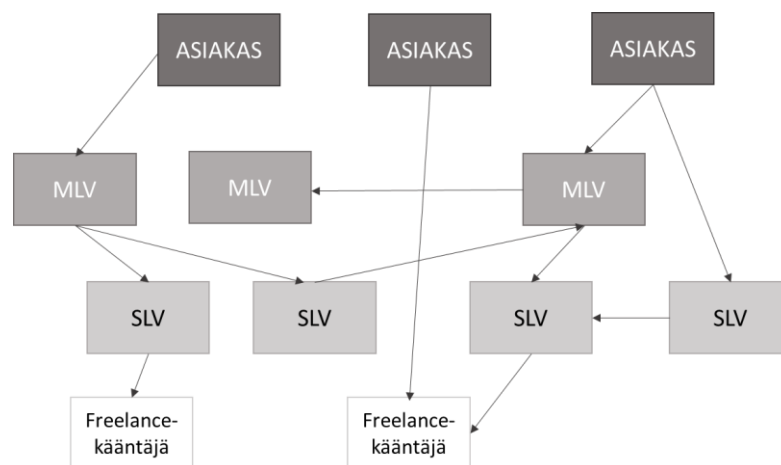 ASIAKAS
ASIAKAS
ASIAKAS
MLV
MLV
MLV
SLV
SLV
SLV
SLV
Freelance-
kääntäjä
Freelance-
kääntäjä